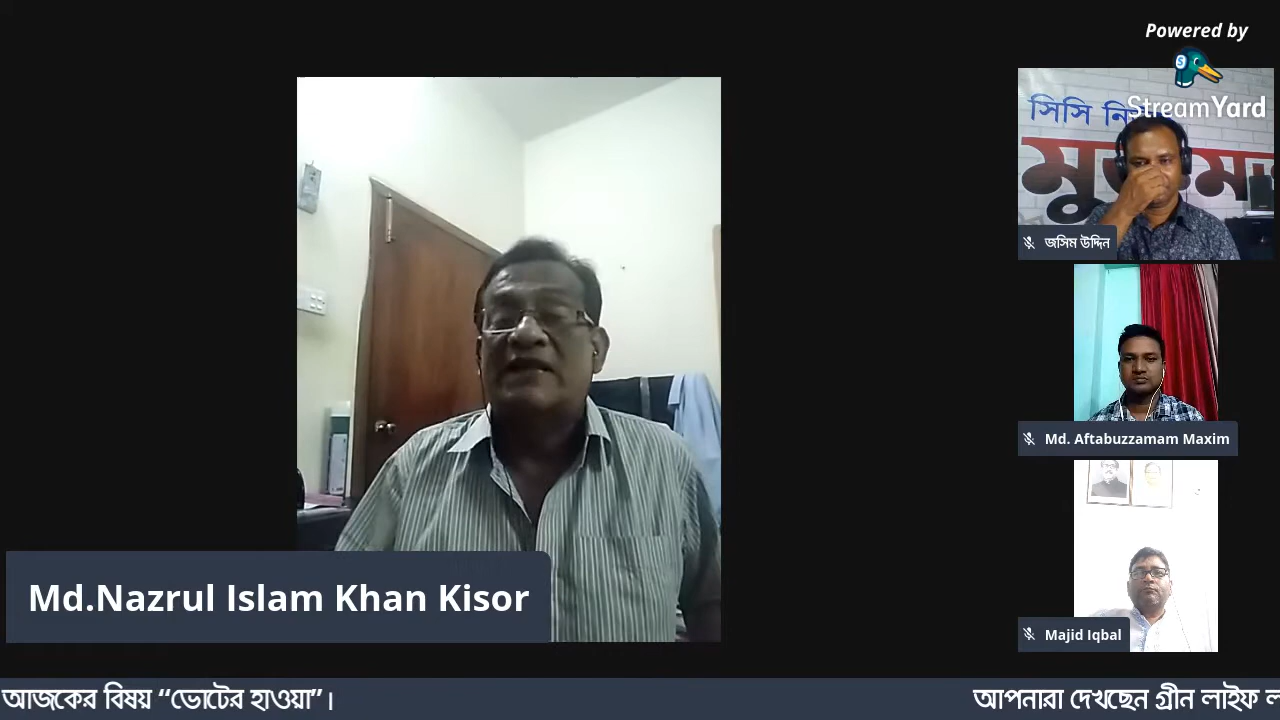 Powered by
StreamYard
সিসি
জসিম উদ্দিন
Md. Aftabuzzamam Maxim
Majid Iqbal
Md.Nazrul Islam Khan Kisor
আজকের বিষয় “ভোটের হাওয়া”।
আপনারা দেখছেন গ্রীন লাইফ